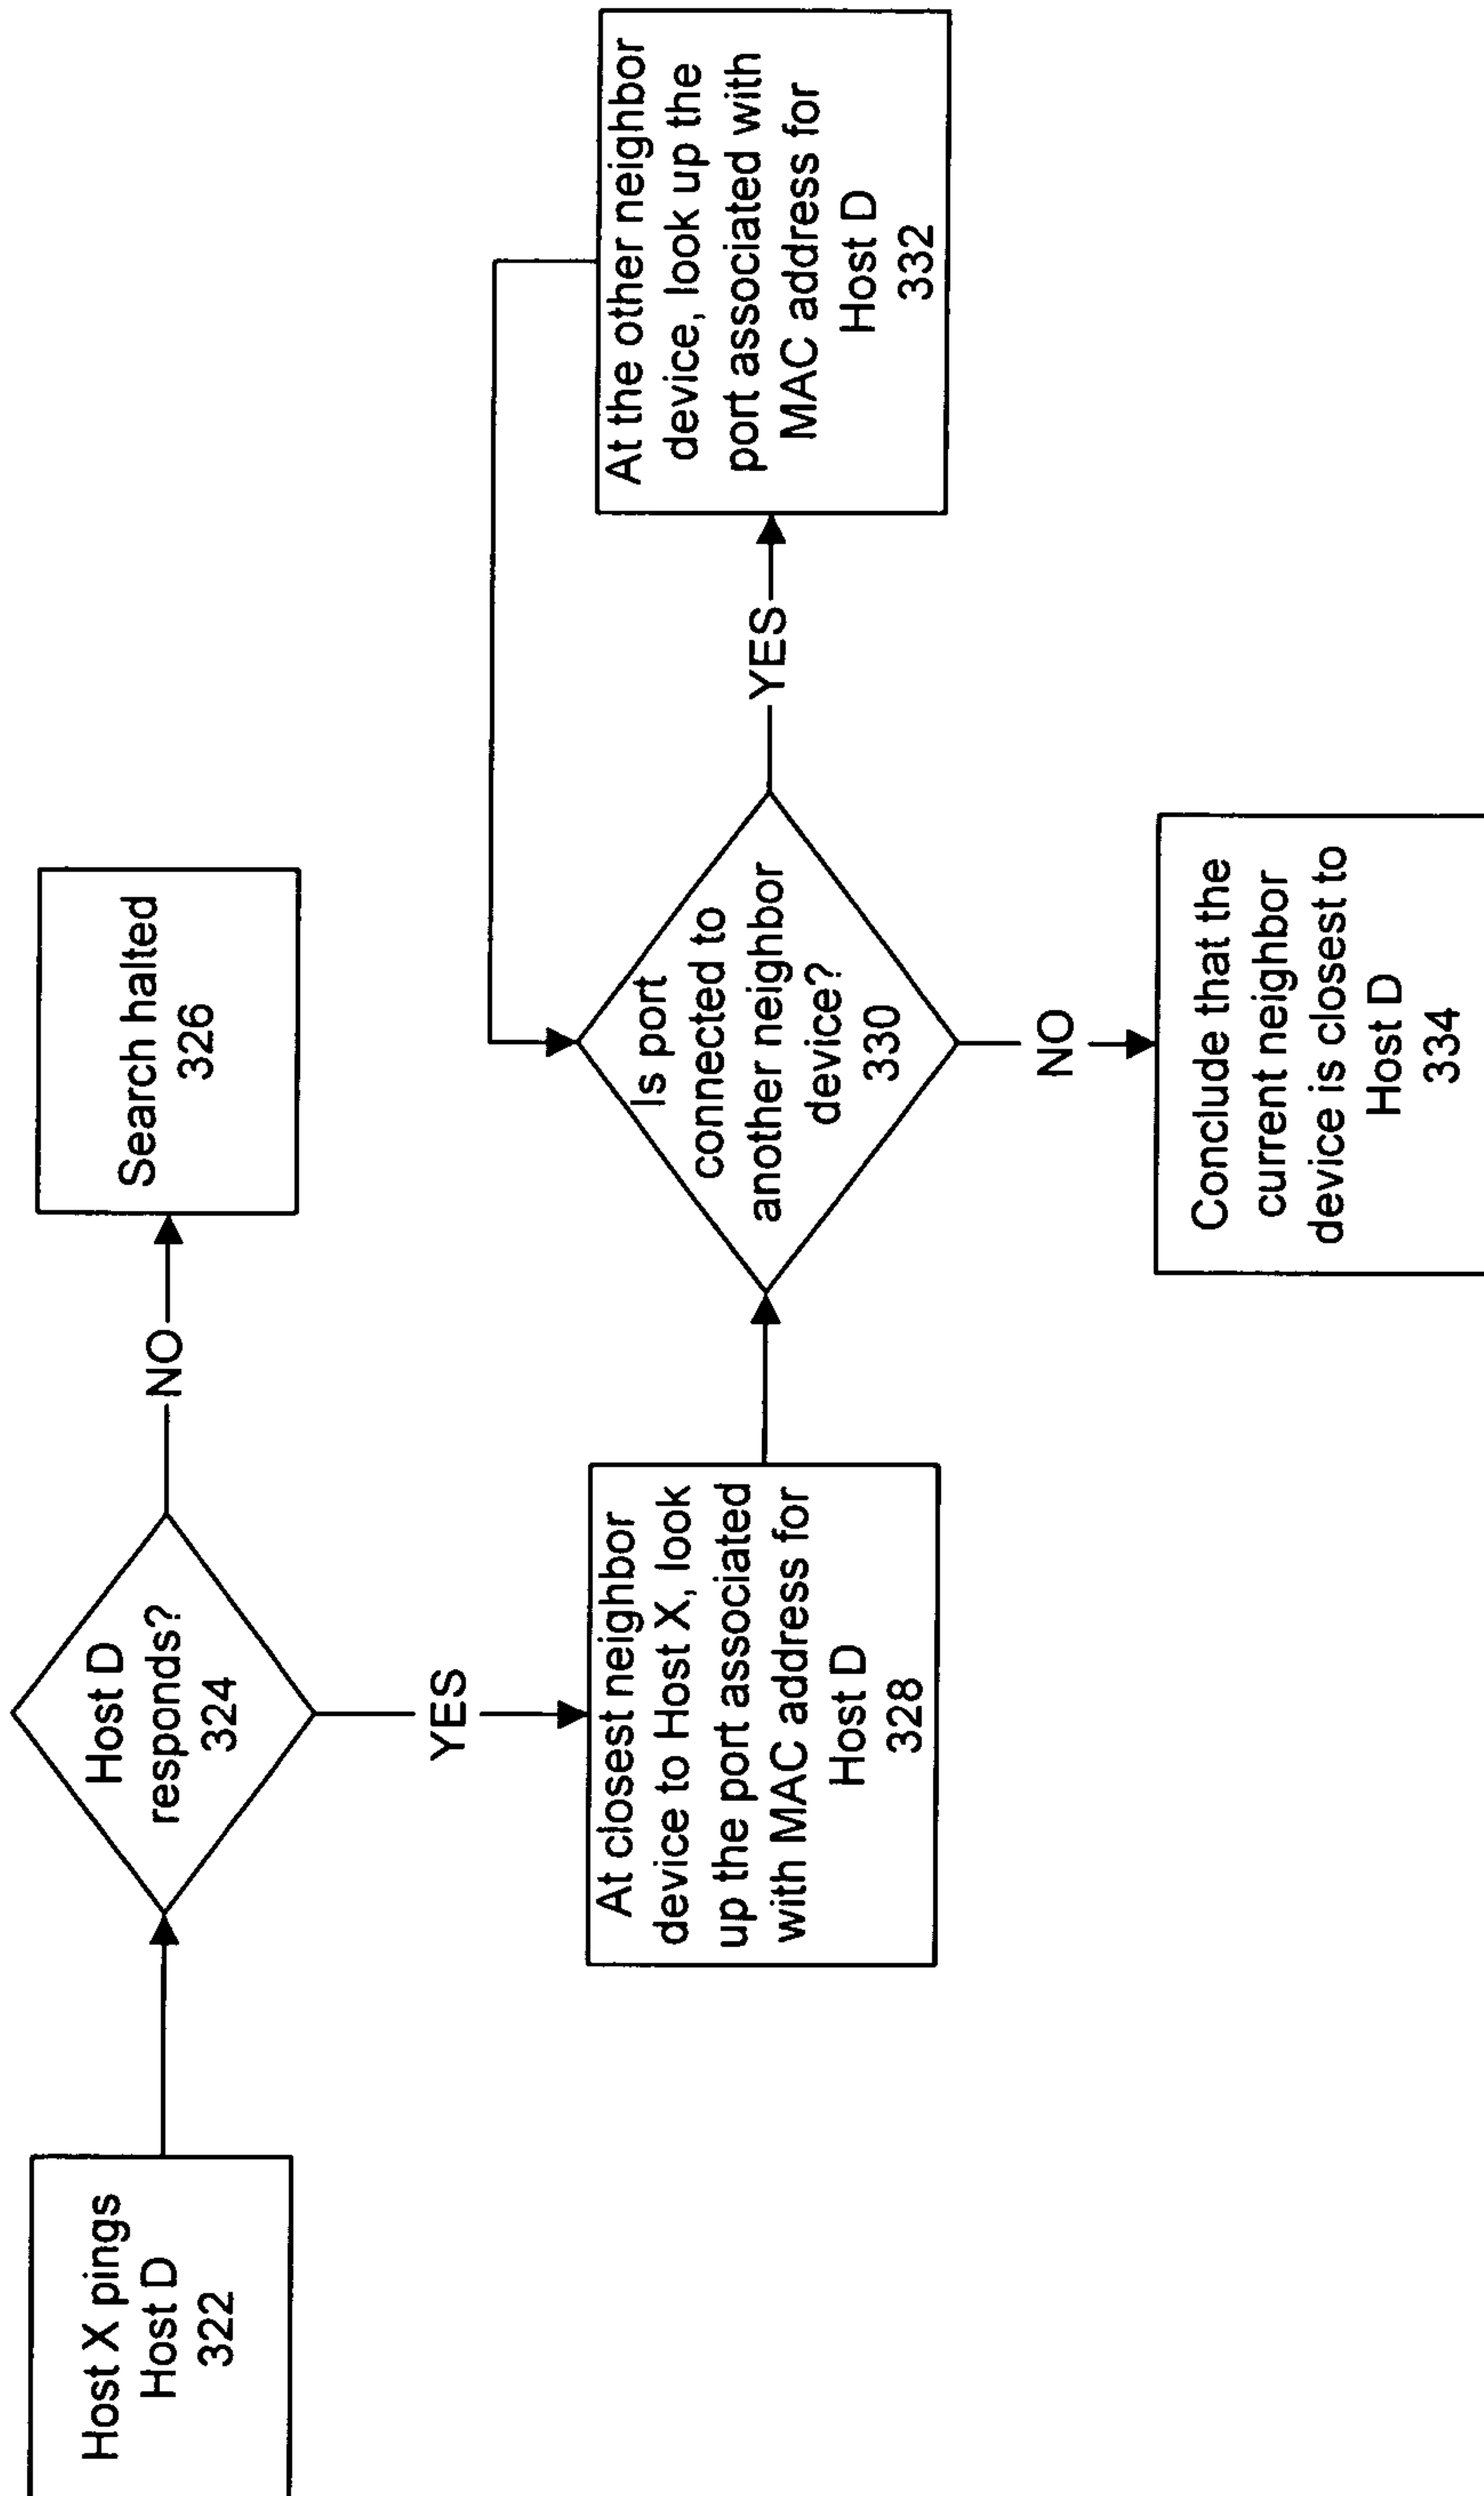 Host X pings
Host D
322
Host D
responds?
324
NO
Search halted
326
YES
At closest neighbor
device to Host X, look
up the port associated
with MAC address for
Host D
328
Is port
connected to
another neighbor
device?
330
YES
At the other neighbor
device, look up the
port associated with
MAC address for
Host D
332
NO
Conclude that the
current neighbor
device is closest to
Host D
334